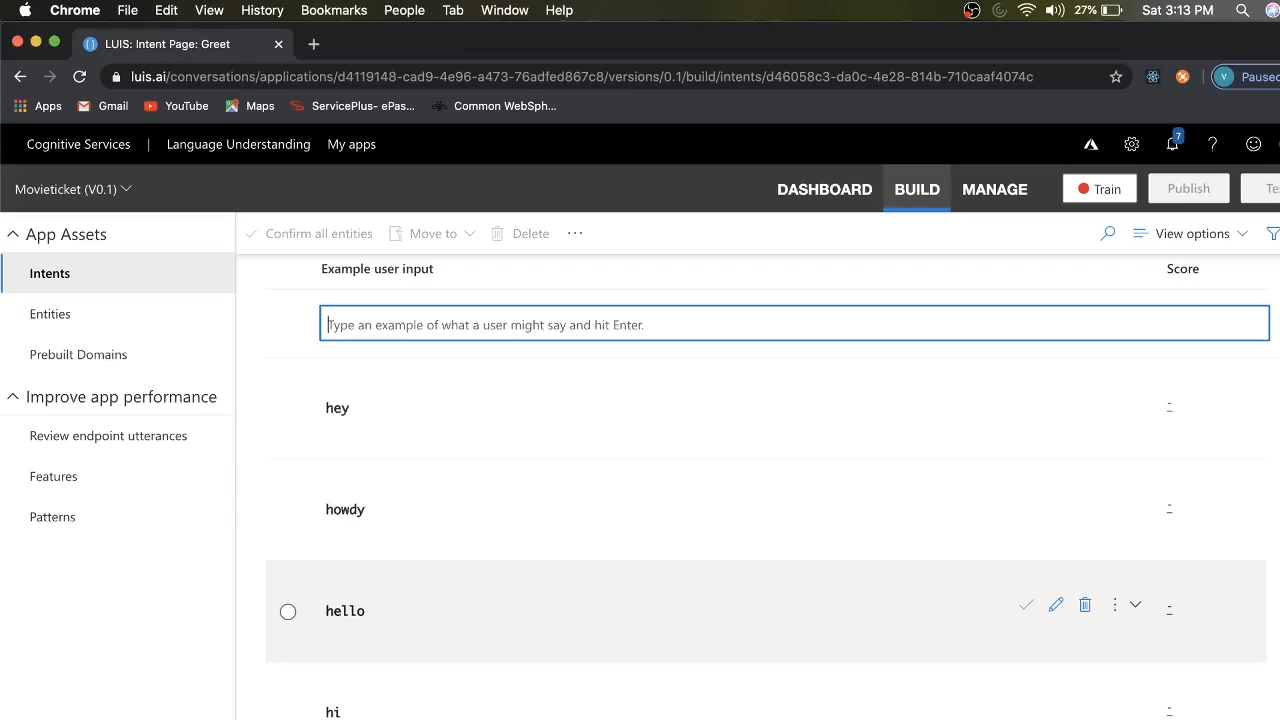 Chrome File Edit View History Bookmarks People Tab Window Help 27% Sat 3:13 PM
LUIS: Intent Page: Greet
luis.ai/conversations/applications/d4119148-cad9-4e96-a473-76adfed867c8/versions/0.1/build/intents/d46058c3-da0c-4e28-814b-710caaf4074c V Paused
Apps Gmail YouTube Maps ServicePlus- ePas... Common WebSph...
Cognitive Services | Language Understanding My apps 7 ?
Movieticket (V0.1) DASHBOARD BUILD MANAGE Train Publish Te
App Assets
Confirm all entities Move to Delete ... View options
Intents
Example user input Score
Entities
Type an example of what a user might say and hit Enter.
Prebuilt Domains
Improve app performance
hey -
Review endpoint utterances
Features
howdy -
Patterns
hello -
hi -